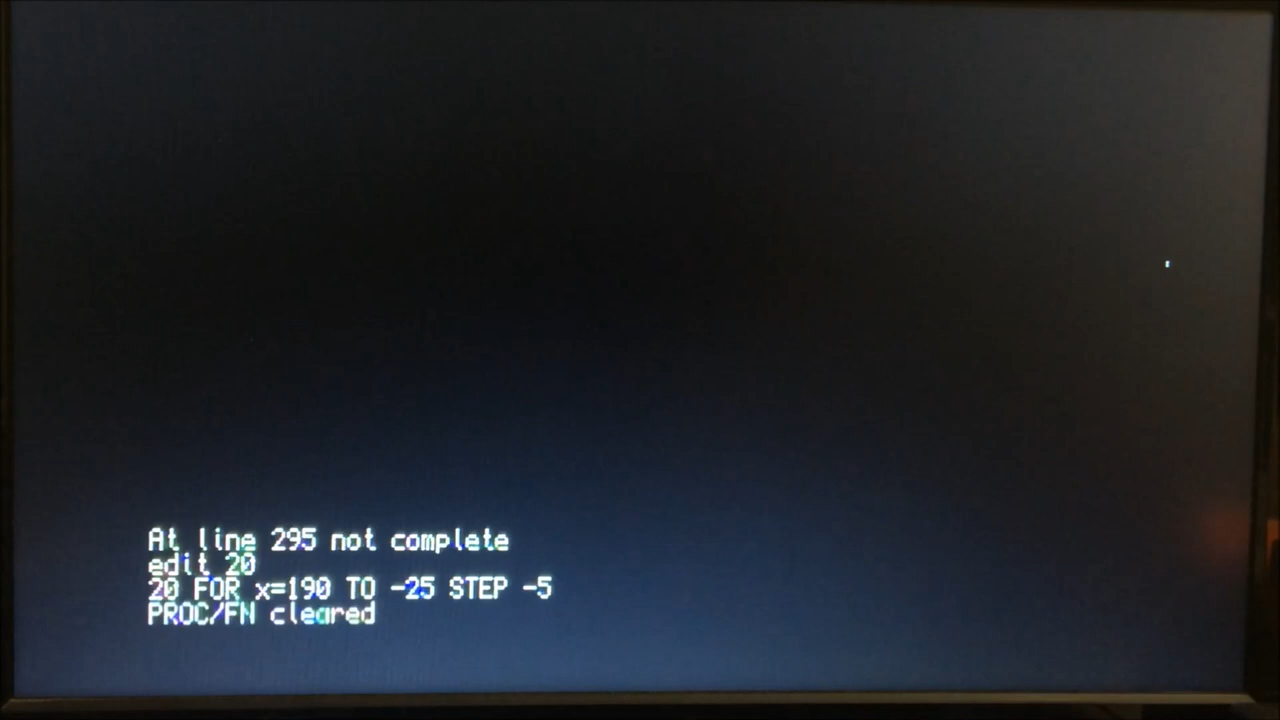 At line 295 not complete
edit 20
20 FOR x=190 TO -25 STEP -5
PROC/FN cleared